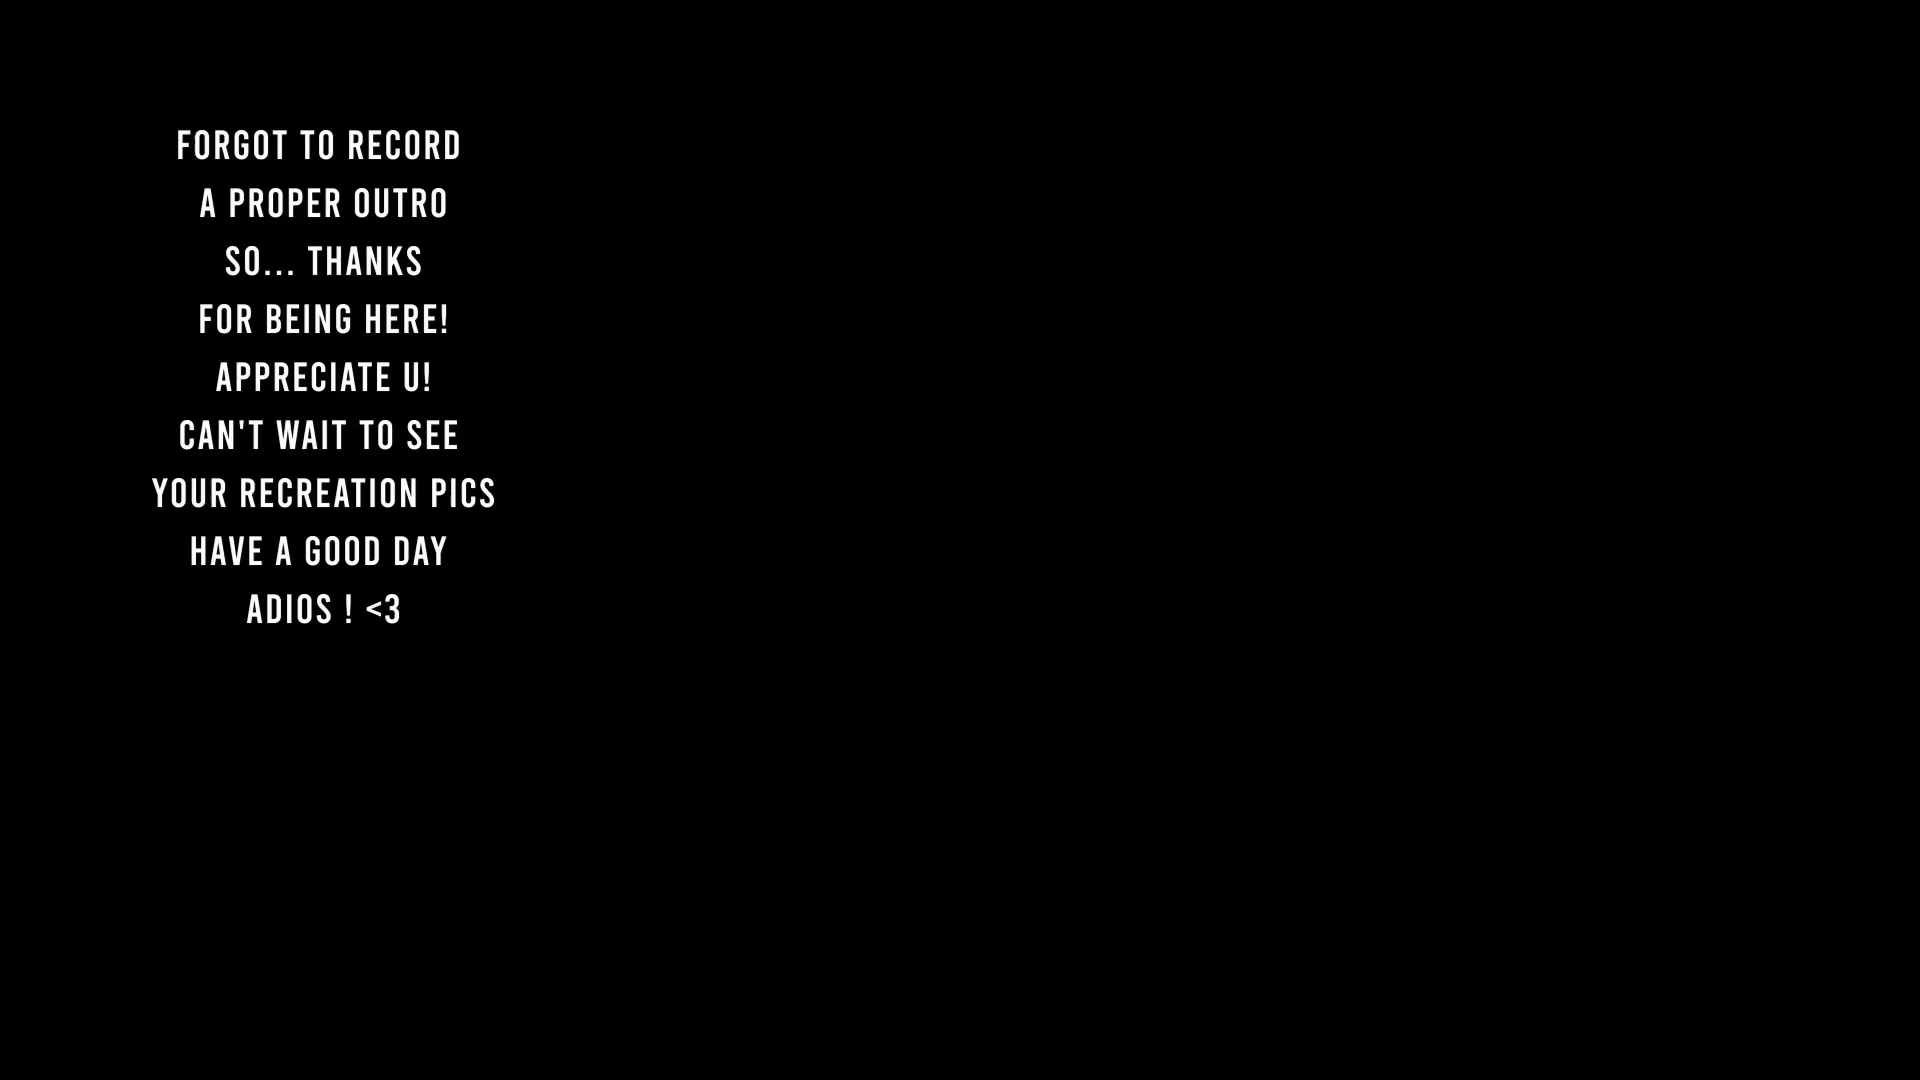 FORGOT TO RECORD
A PROPER OUTRO
SO... THANKS
FOR BEING HERE!
APPRECIATE U!
CAN'T WAIT TO SEE
YOUR RECREATION PICS
HAVE A GOOD DAY
ADIOS ! <3